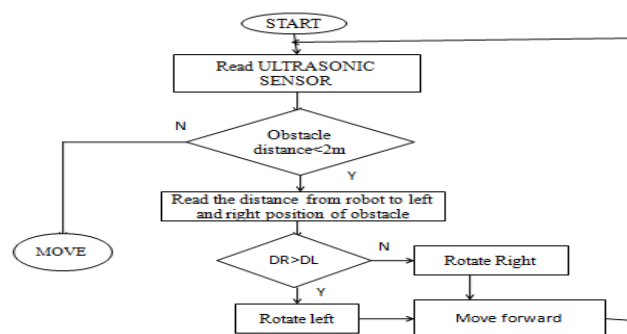 START
Read ULTRASONIC
SENSOR
N
Obstacle
distance<2m
Y
Read the distance from robot to left
and right position of obstacle
MOVE
DR>DL
N
Rotate Right
Y
Rotate left
Move forward